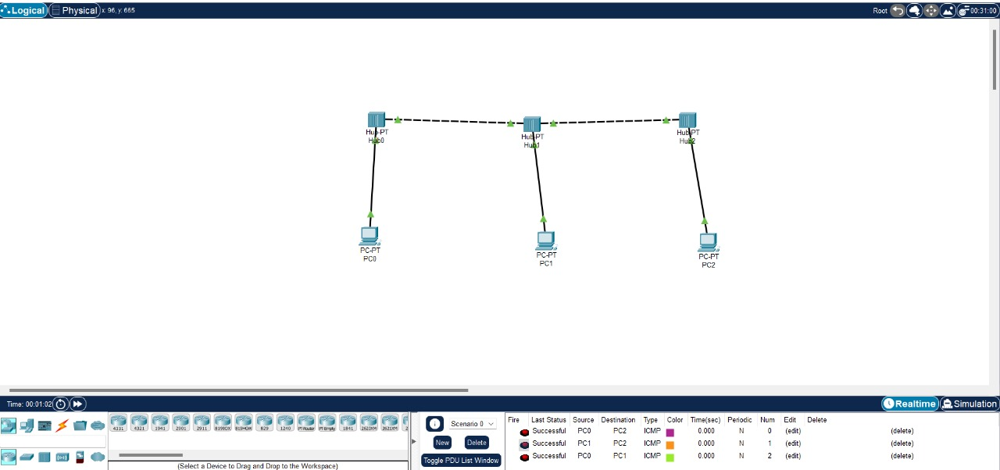 Logical Physical x: 96, y: 665 Root 00:31:00
Hub-PT Hub-PT Hub-PT
Hub0 Hub1 Hub2
PC-PT PC-PT PC-PT
PC0 PC1 PC2
Time: 00:01:02 Realtime Simulation
4331 4321 1941 2901 2911 819IOX 819HGW 829 1240 PT-Router PT-Empty 1841 2620XM 2621XM 2
(Select a Device to Drag and Drop to the Workspace)
Scenario 0
New Delete
Toggle PDU List Window
Fire Last Status Source Destination Type Color Time(sec) Periodic Num Edit Delete
Successful PC0 PC2 ICMP 0.000 N 0 (edit) (delete)
Successful PC1 PC2 ICMP 0.000 N 1 (edit) (delete)
Successful PC0 PC1 ICMP 0.000 N 2 (edit) (delete)